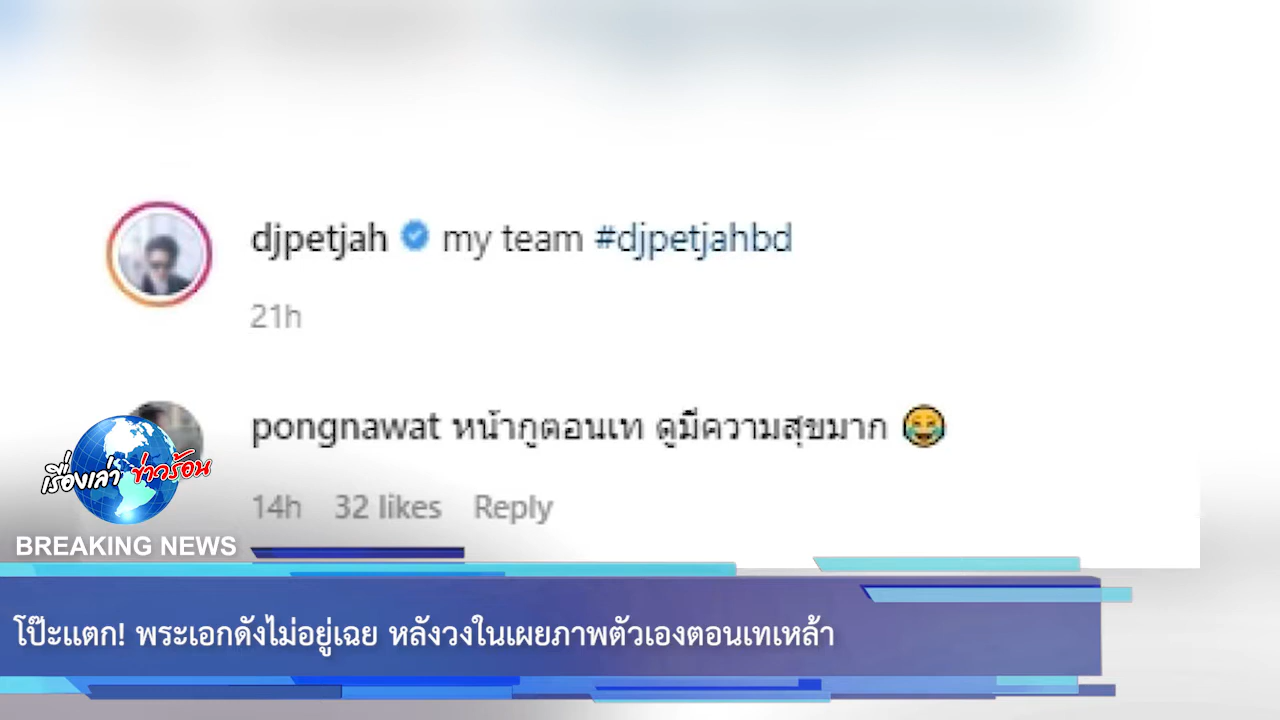 djpetjah my team #djpetjahbd
21h
pongnawat หน้ากูตอนเท ดูมีความสุขมาก 😂
14h 32 likes Reply
เรื่องเล่า ข่าวร้อน
BREAKING NEWS
โป๊ะแตก! พระเอกดังไม่อยู่เฉย หลังวงในเผยภาพตัวเองตอนเทเหล้า